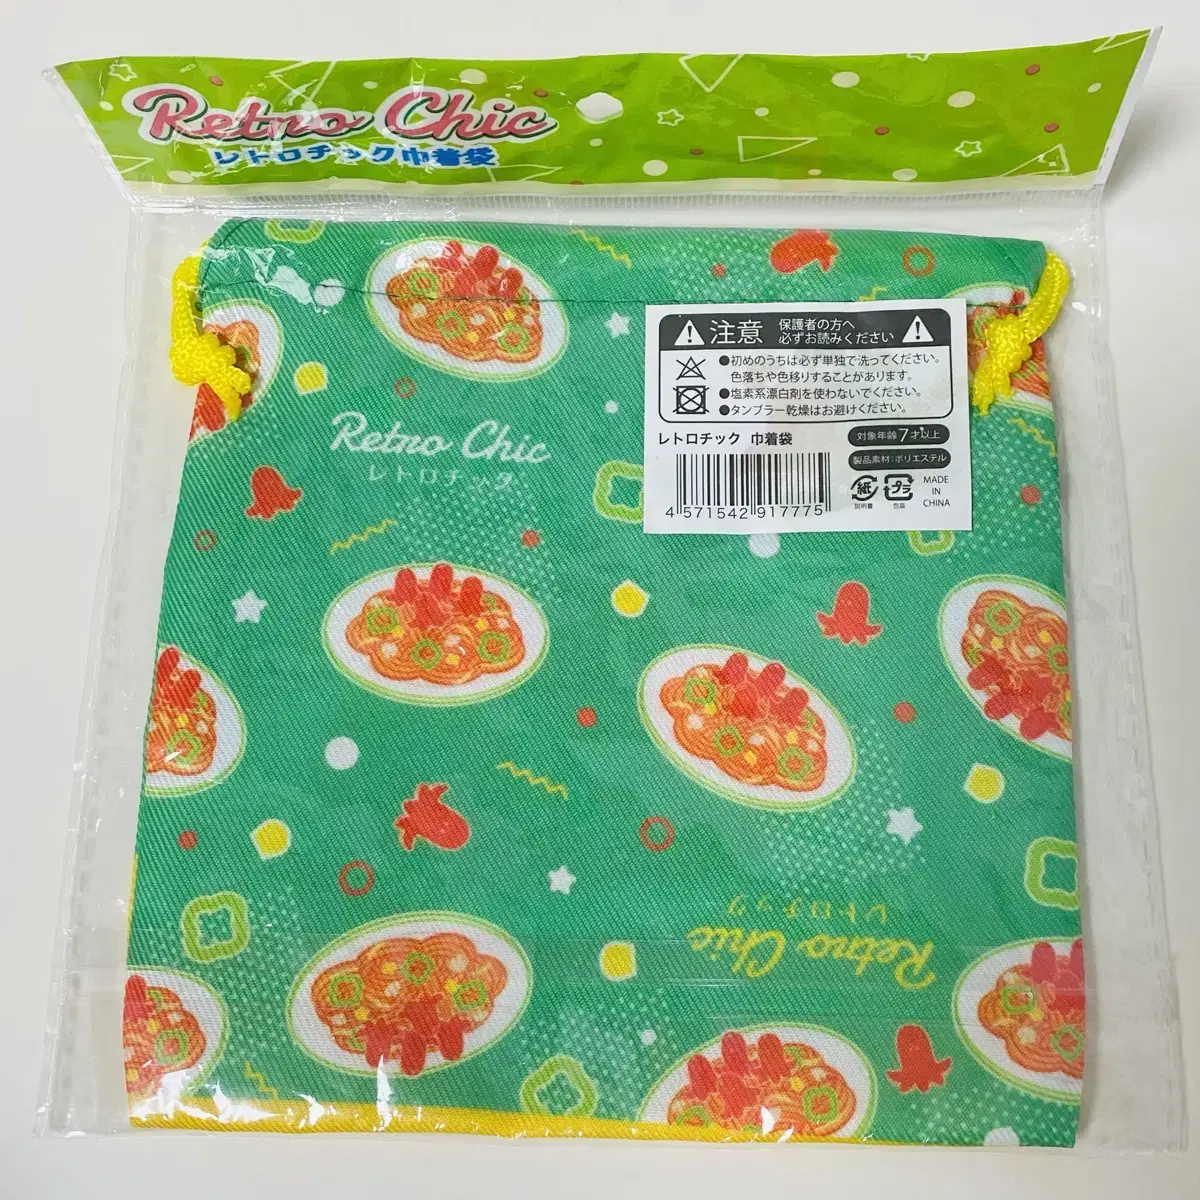 Retro Chic
レトロチック巾着袋
注意 保護者の方へ
必ずお読みください
●初めのうちは必ず単独で洗ってください。
色落ちや色移りすることがあります。
●塩素系漂白剤を使わないでください。
●タンブラー乾燥はお避けください。
レトロチック 巾着袋
対象年齢7才以上
製品素材:ポリエステル
4 571542 917775
紙
説明書
プラ
包装
MADE
IN
CHINA
Retro Chic
レトロチック
Retro Chic
レトロチック